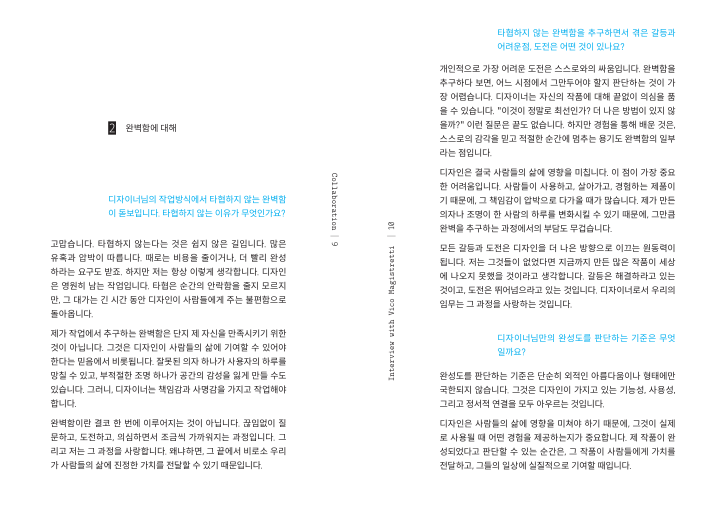 2 완벽함에 대해
디자이너님의 작업방식에서 타협하지 않는 완벽함
이 돋보입니다. 타협하지 않는 이유가 무엇인가요?
고맙습니다. 타협하지 않는다는 것은 쉽지 않은 길입니다. 많은
유혹과 압박이 따릅니다. 때로는 비용을 줄이거나, 더 빨리 완성
하라는 요구도 받죠. 하지만 저는 항상 이렇게 생각합니다. 디자인
은 영원히 남는 작업입니다. 타협은 순간의 안락함을 줄지 모르지
만, 그 대가는 긴 시간 동안 디자인이 사람들에게 주는 불편함으로
돌아옵니다.
제가 작업에서 추구하는 완벽함은 단지 제 자신을 만족시키기 위한
것이 아닙니다. 그것은 디자인이 사람들의 삶에 기여할 수 있어야
한다는 믿음에서 비롯됩니다. 잘못된 의자 하나가 사용자의 하루를
망칠 수 있고, 부적절한 조명 하나가 공간의 감성을 잃게 만들 수도
있습니다. 그러니, 디자이너는 책임감과 사명감을 가지고 작업해야
합니다.
완벽함이란 결코 한 번에 이루어지는 것이 아닙니다. 끊임없이 질
문하고, 도전하고, 의심하면서 조금씩 가까워지는 과정입니다. 그
리고 저는 그 과정을 사랑합니다. 왜냐하면, 그 끝에서 비로소 우리
가 사람들의 삶에 진정한 가치를 전달할 수 있기 때문입니다.
Collaboration | 9
Interview with Vico Magistretti | 10
타협하지 않는 완벽함을 추구하면서 겪은 갈등과
어려운점, 도전은 어떤 것이 있나요?
개인적으로 가장 어려운 도전은 스스로와의 싸움입니다. 완벽함을
추구하다 보면, 어느 시점에서 그만두어야 할지 판단하는 것이 가
장 어렵습니다. 디자이너는 자신의 작품에 대해 끝없이 의심을 품
을 수 있습니다. "이것이 정말로 최선인가? 더 나은 방법이 있지 않
을까?" 이런 질문은 끝도 없습니다. 하지만 경험을 통해 배운 것은,
스스로의 감각을 믿고 적절한 순간에 멈추는 용기도 완벽함의 일부
라는 점입니다.
디자인은 결국 사람들의 삶에 영향을 미칩니다. 이 점이 가장 중요
한 어려움입니다. 사람들이 사용하고, 살아가고, 경험하는 제품이
기 때문에, 그 책임감이 압박으로 다가올 때가 많습니다. 제가 만든
의자나 조명이 한 사람의 하루를 변화시킬 수 있기 때문에, 그만큼
완벽을 추구하는 과정에서의 부담도 무겁습니다.
모든 갈등과 도전은 디자인을 더 나은 방향으로 이끄는 원동력이
됩니다. 저는 그것들이 없었다면 지금까지 만든 많은 작품이 세상
에 나오지 못했을 것이라고 생각합니다. 갈등은 해결하라고 있는
것이고, 도전은 뛰어넘으라고 있는 것입니다. 디자이너로서 우리의
임무는 그 과정을 사랑하는 것입니다.
디자이너님만의 완성도를 판단하는 기준은 무엇
일까요?
완성도를 판단하는 기준은 단순히 외적인 아름다움이나 형태에만
국한되지 않습니다. 그것은 디자인이 가지고 있는 기능성, 사용성,
그리고 정서적 연결을 모두 아우르는 것입니다.
디자인은 사람들의 삶에 영향을 미쳐야 하기 때문에, 그것이 실제
로 사용될 때 어떤 경험을 제공하는지가 중요합니다. 제 작품이 완
성되었다고 판단할 수 있는 순간은, 그 작품이 사람들에게 가치를
전달하고, 그들의 일상에 실질적으로 기여할 때입니다.